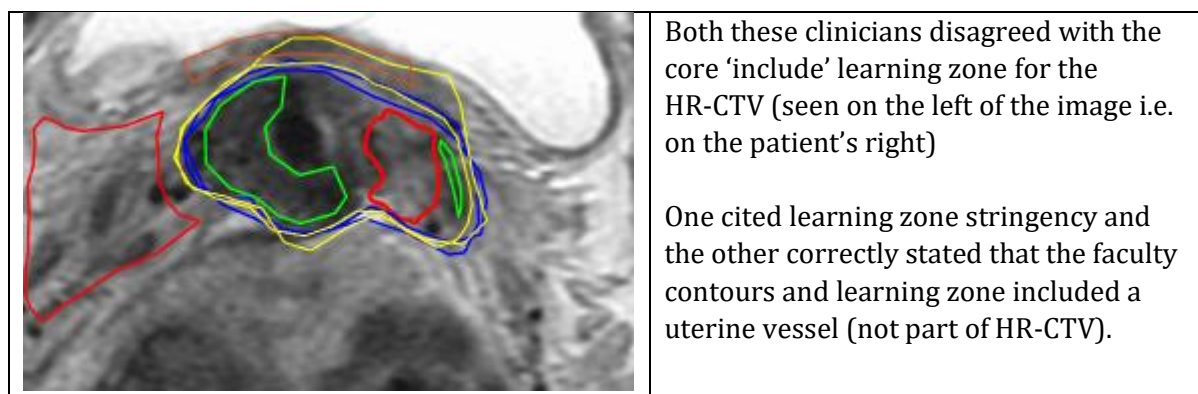 Both these clinicians disagreed with the
core ‘include’ learning zone for the
HR-CTV (seen on the left of the image i.e.
on the patient’s right)
One cited learning zone stringency and
the other correctly stated that the faculty
contours and learning zone included a
uterine vessel (not part of HR-CTV).